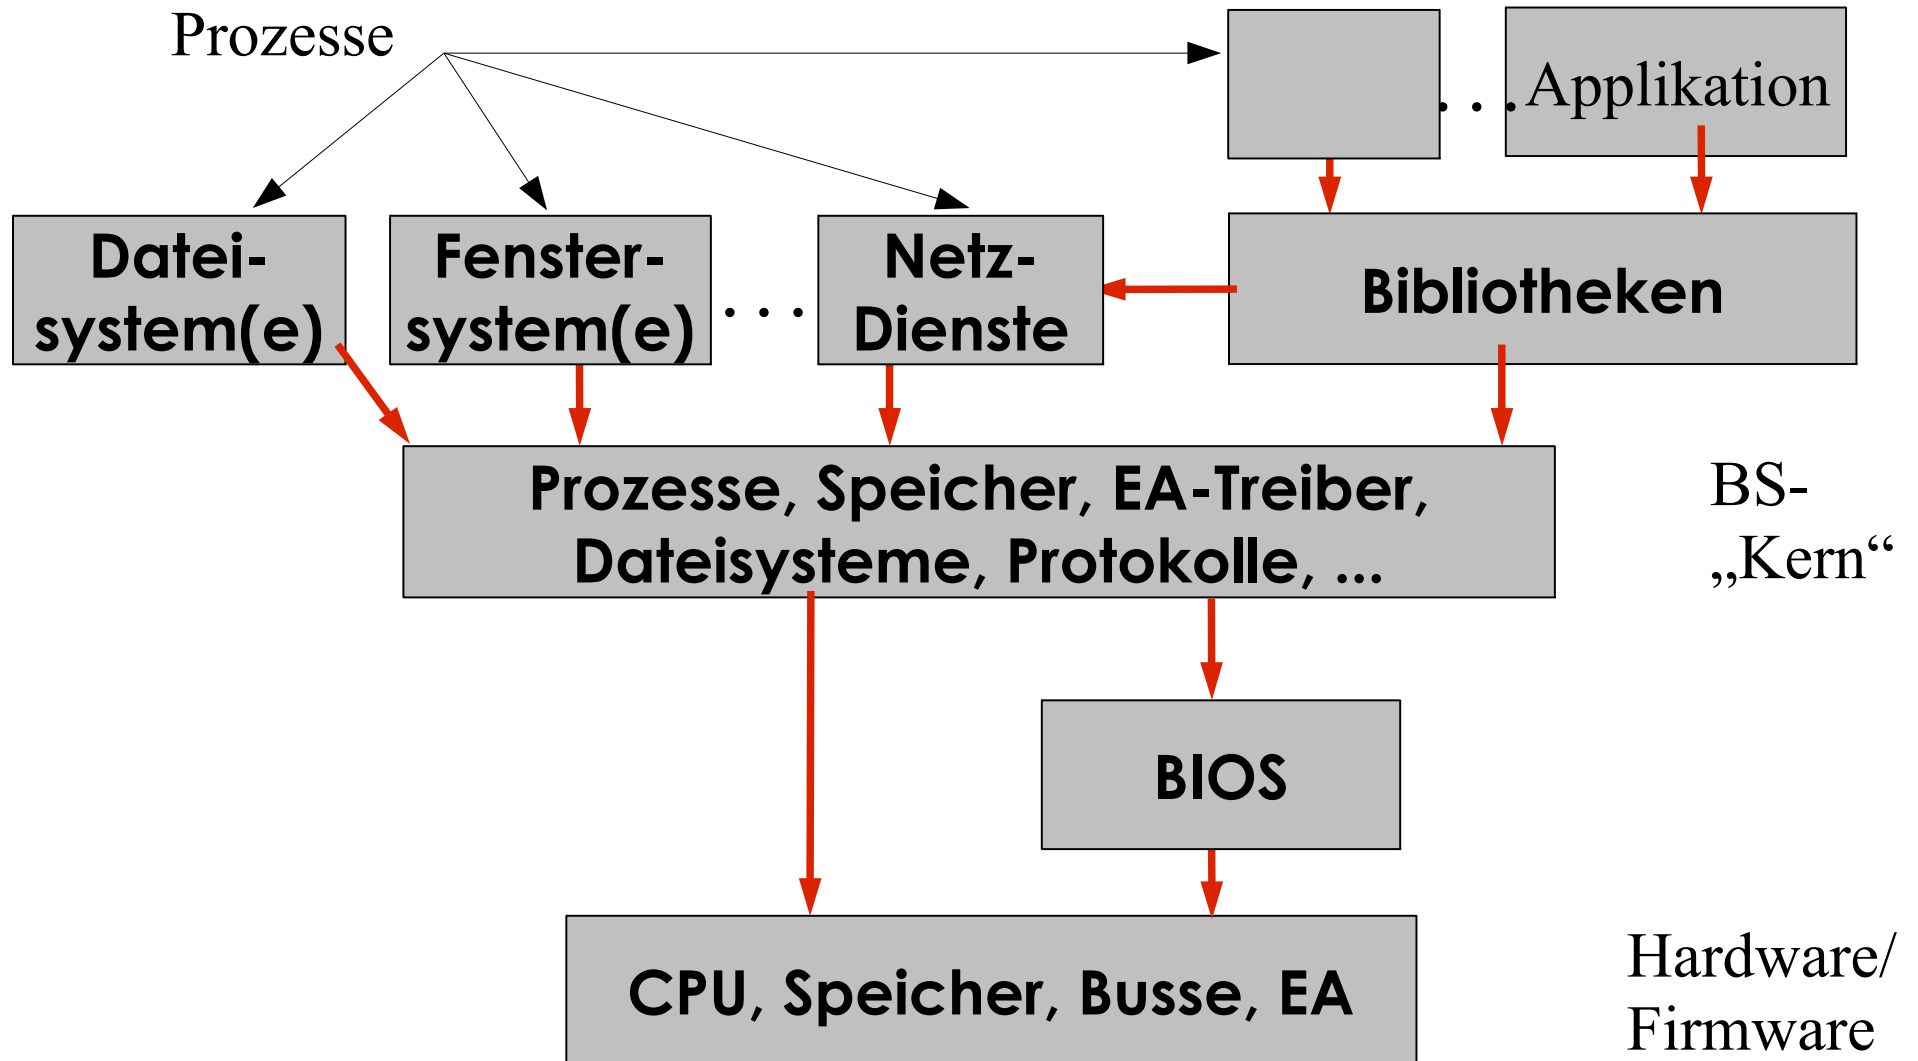 Prozesse
. . .
Applikation
Datei-
system(e)
Fenster-
system(e)
. . .
Netz-
Dienste
Bibliotheken
Prozesse, Speicher, EA-Treiber,
Dateisysteme, Protokolle, ...
BS-
„Kern“
BIOS
CPU, Speicher, Busse, EA
Hardware/
Firmware